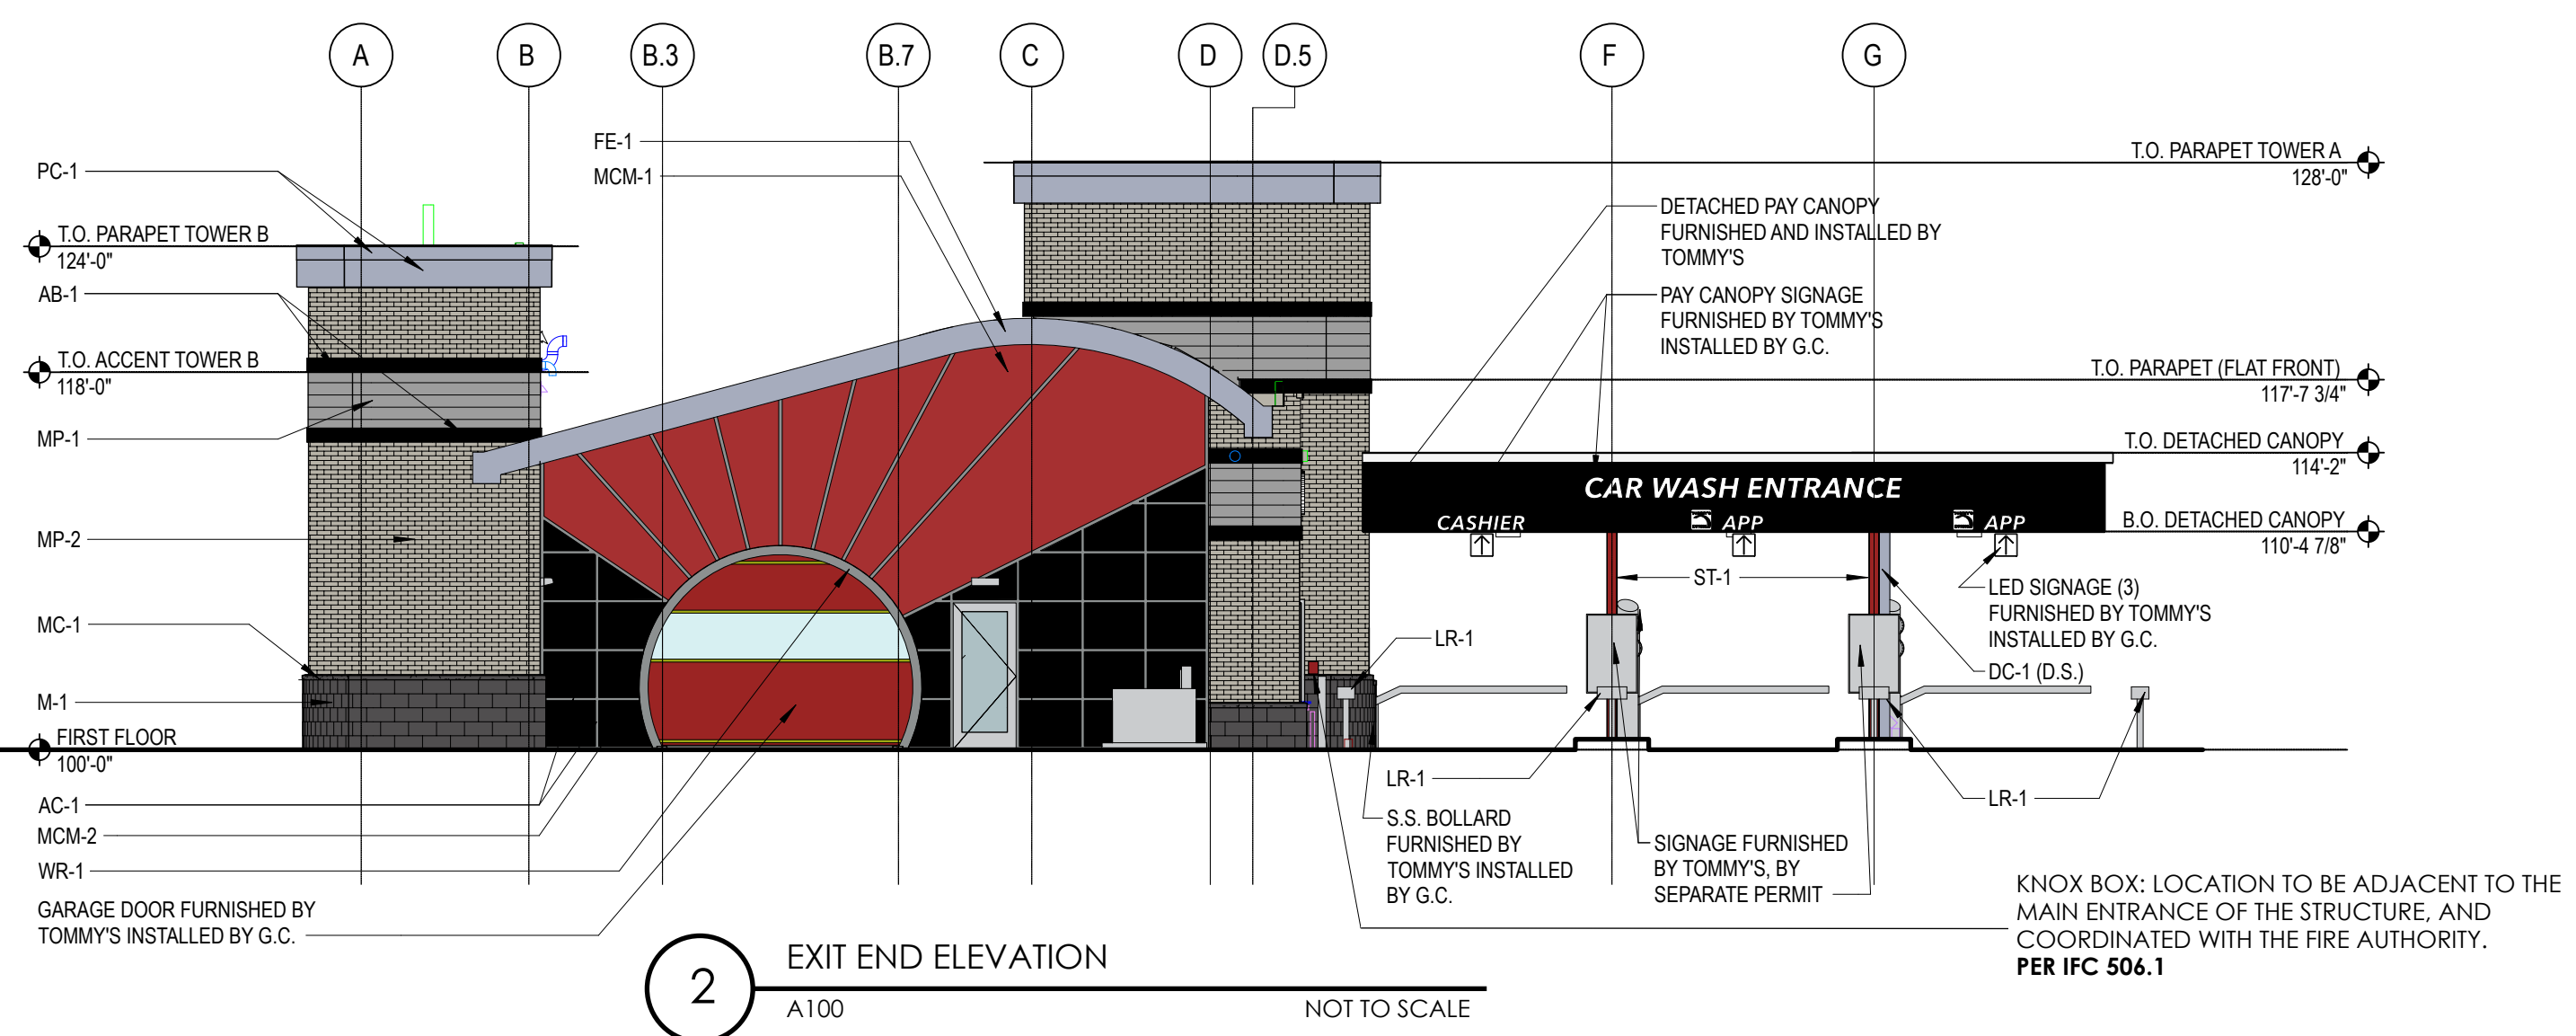 A
B
B.3
B.7
C
D
D.5
F
G
PC-1
T.O. PARAPET TOWER B
124'-0"
AB-1
T.O. ACCENT TOWER B
118'-0"
MP-1
MP-2
MC-1
M-1
FIRST FLOOR
100'-0"
AC-1
MCM-2
WR-1
GARAGE DOOR FURNISHED BY
TOMMY'S INSTALLED BY G.C.
FE-1
MCM-1
T.O. PARAPET TOWER A
128'-0"
DETACHED PAY CANOPY
FURNISHED AND INSTALLED BY
TOMMY'S
PAY CANOPY SIGNAGE
FURNISHED BY TOMMY'S
INSTALLED BY G.C.
T.O. PARAPET (FLAT FRONT)
117'-7 3/4"
T.O. DETACHED CANOPY
114'-2"
CAR WASH ENTRANCE
CASHIER
APP
APP
B.O. DETACHED CANOPY
110'-4 7/8"
ST-1
LED SIGNAGE (3)
FURNISHED BY TOMMY'S
INSTALLED BY G.C.
LR-1
DC-1 (D.S.)
LR-1
LR-1
S.S. BOLLARD
FURNISHED BY
TOMMY'S INSTALLED
BY G.C.
SIGNAGE FURNISHED
BY TOMMY'S, BY
SEPARATE PERMIT
KNOX BOX: LOCATION TO BE ADJACENT TO THE
MAIN ENTRANCE OF THE STRUCTURE, AND
COORDINATED WITH THE FIRE AUTHORITY.
PER IFC 506.1
2
EXIT END ELEVATION
A100
NOT TO SCALE